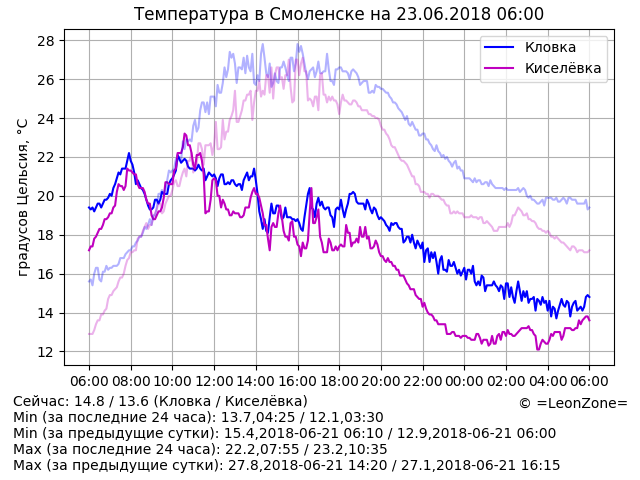 Температура в Смоленске на 23.06.2018 06:00
градусов Цельсия, °C
28
26
24
22
20
18
16
14
12
Кловка
Киселёвка
06:00 08:00 10:00 12:00 14:00 16:00 18:00 20:00 22:00 00:00 02:00 04:00 06:00
Сейчас: 14.8 / 13.6 (Кловка / Киселёвка)
© =LeonZone=
Min (за последние 24 часа): 13.7,04:25 / 12.1,03:30
Min (за предыдущие сутки): 15.4,2018-06-21 06:10 / 12.9,2018-06-21 06:00
Max (за последние 24 часа): 22.2,07:55 / 23.2,10:35
Max (за предыдущие сутки): 27.8,2018-06-21 14:20 / 27.1,2018-06-21 16:15